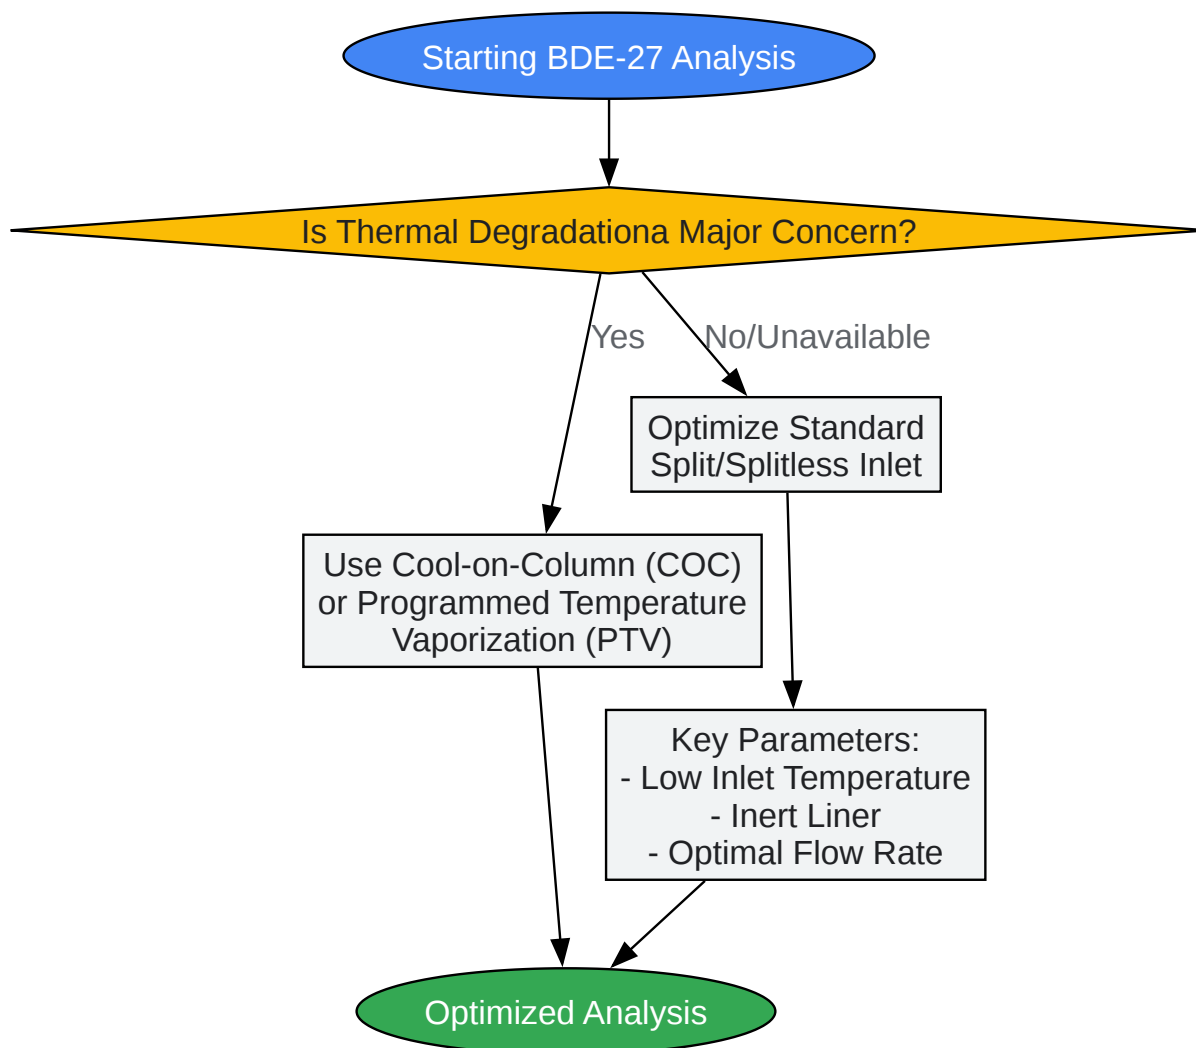 Starting BDE-27 Analysis
Is Thermal Degradationa Major Concern?
Yes
No/Unavailable
Optimize Standard
Split/Splitless Inlet
Use Cool-on-Column (COC)
or Programmed Temperature
Vaporization (PTV)
Key Parameters:
- Low Inlet Temperature
- Inert Liner
- Optimal Flow Rate
Optimized Analysis